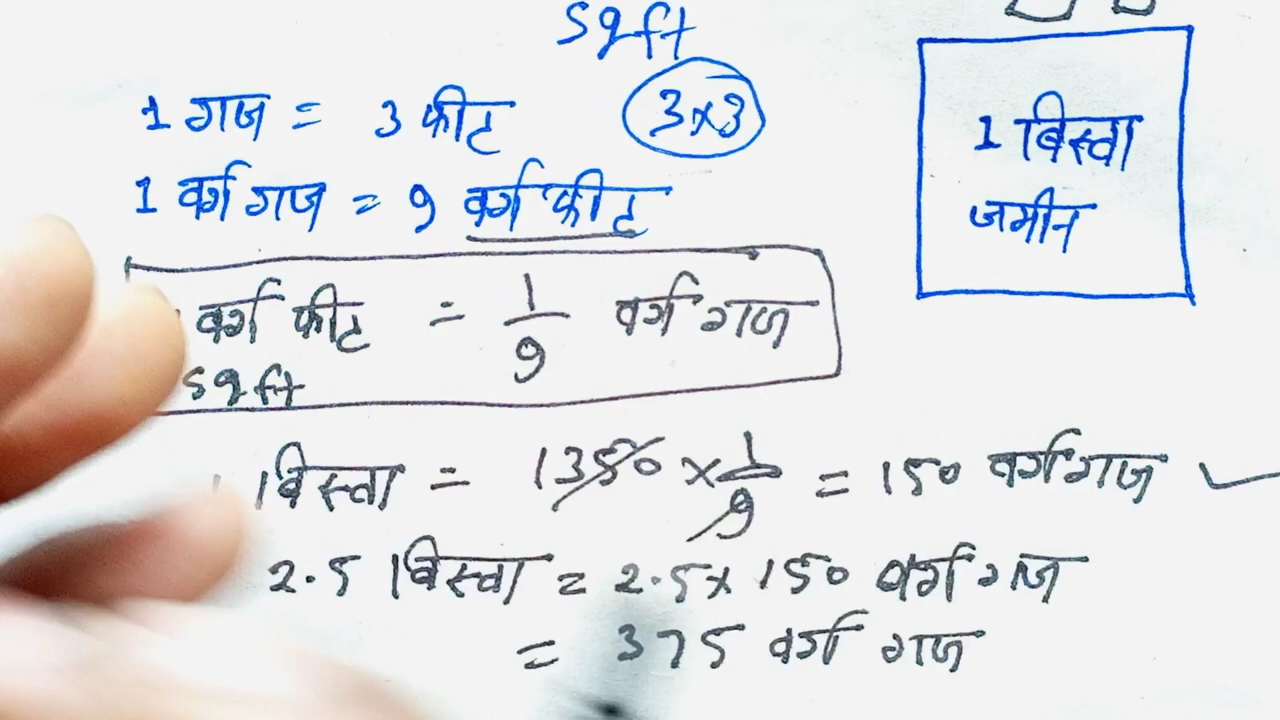 sqft
1 गज = 3 फीट 3x3
1 वर्ग गज = 9 वर्ग फीट
1 बिस्वा
जमीन
वर्ग फीट = 1/9 वर्ग गज
sqft
1 बिस्वा = 1350 x 1/9 = 150 वर्ग गज
2.5 बिस्वा = 2.5 x 150 वर्ग गज
= 375 वर्ग गज